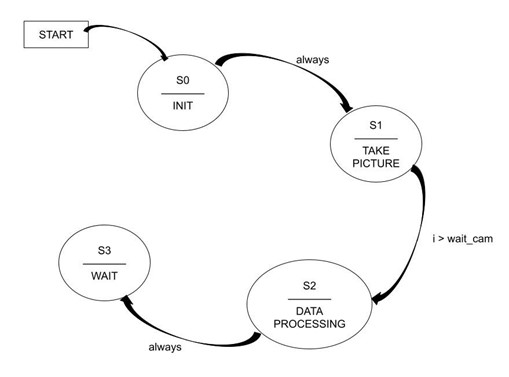 START
S0
INIT
always
S1
TAKE
PICTURE
i > wait_cam
S2
DATA
PROCESSING
always
S3
WAIT